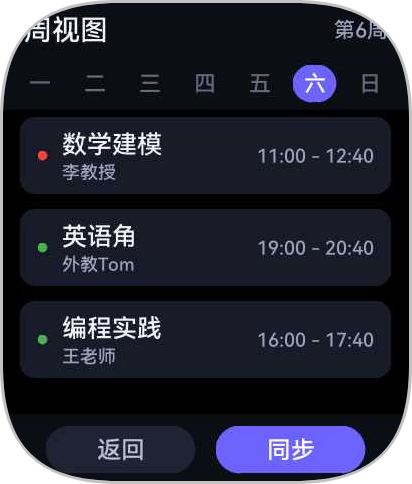 周视图 第6周
一 二 三 四 五 六 日
数学建模
李教授
11:00 - 12:40
英语角
外教Tom
19:00 - 20:40
编程实践
王老师
16:00 - 17:40
返回 同步